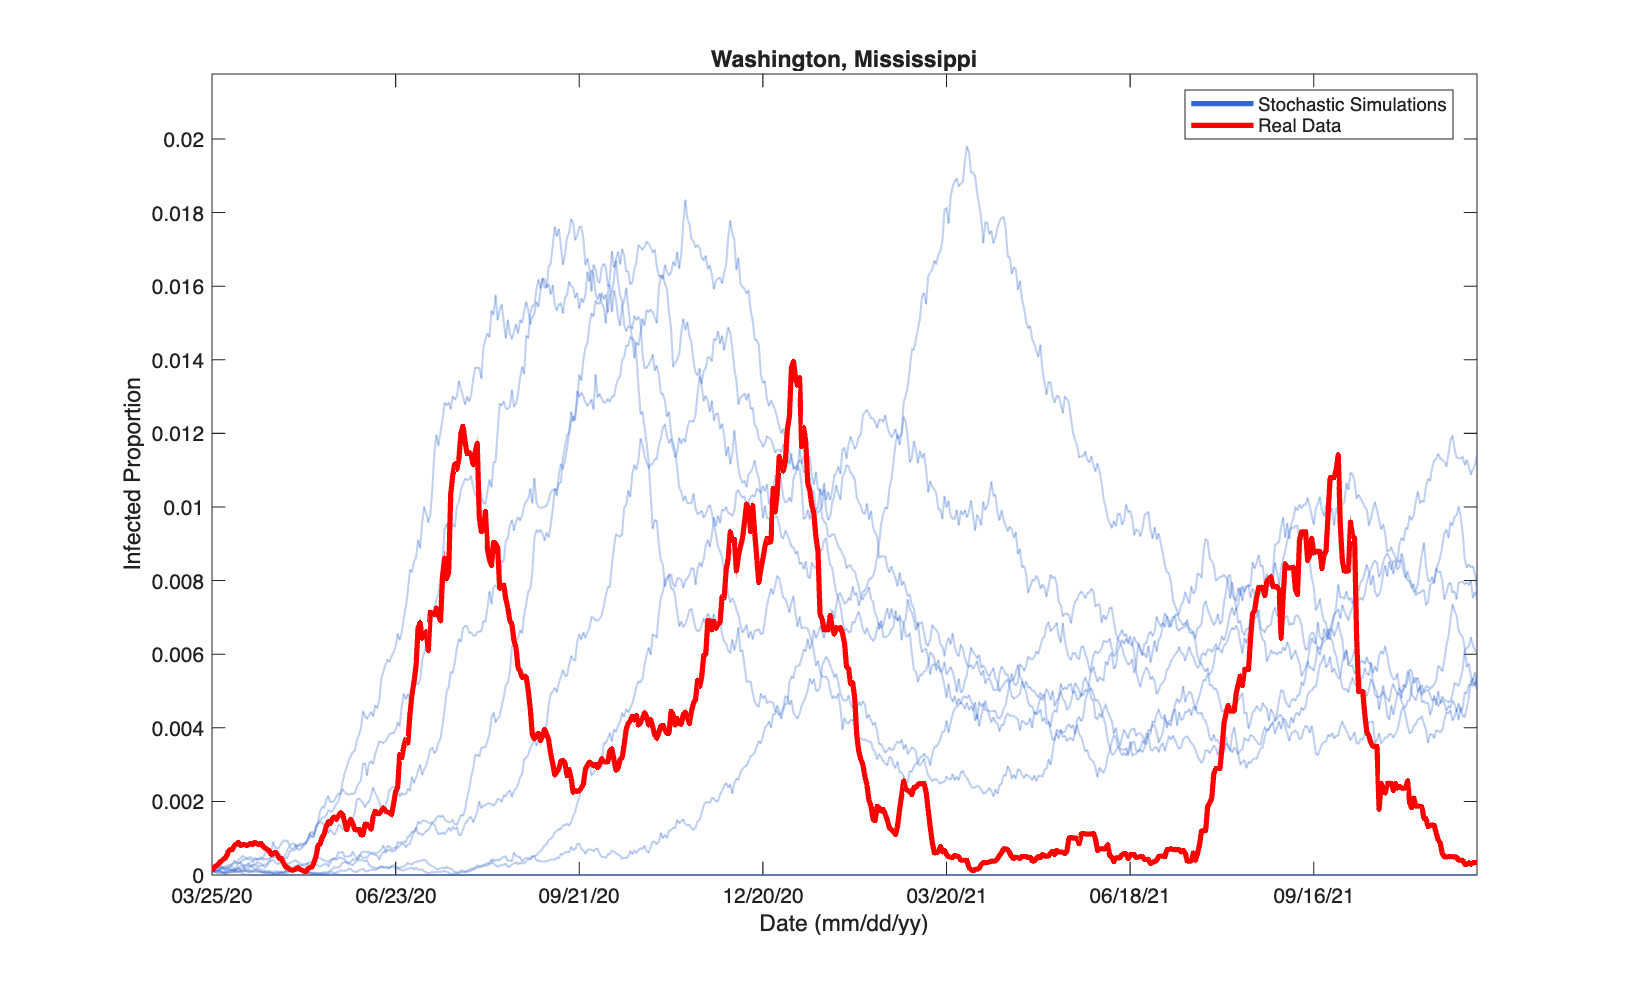 Washington, Mississippi
Stochastic Simulations
Real Data
0.02
0.018
0.016
0.014
0.012
0.01
0.008
0.006
0.004
0.002
0
Infected Proportion
03/25/20 06/23/20 09/21/20 12/20/20 03/20/21 06/18/21 09/16/21
Date (mm/dd/yy)